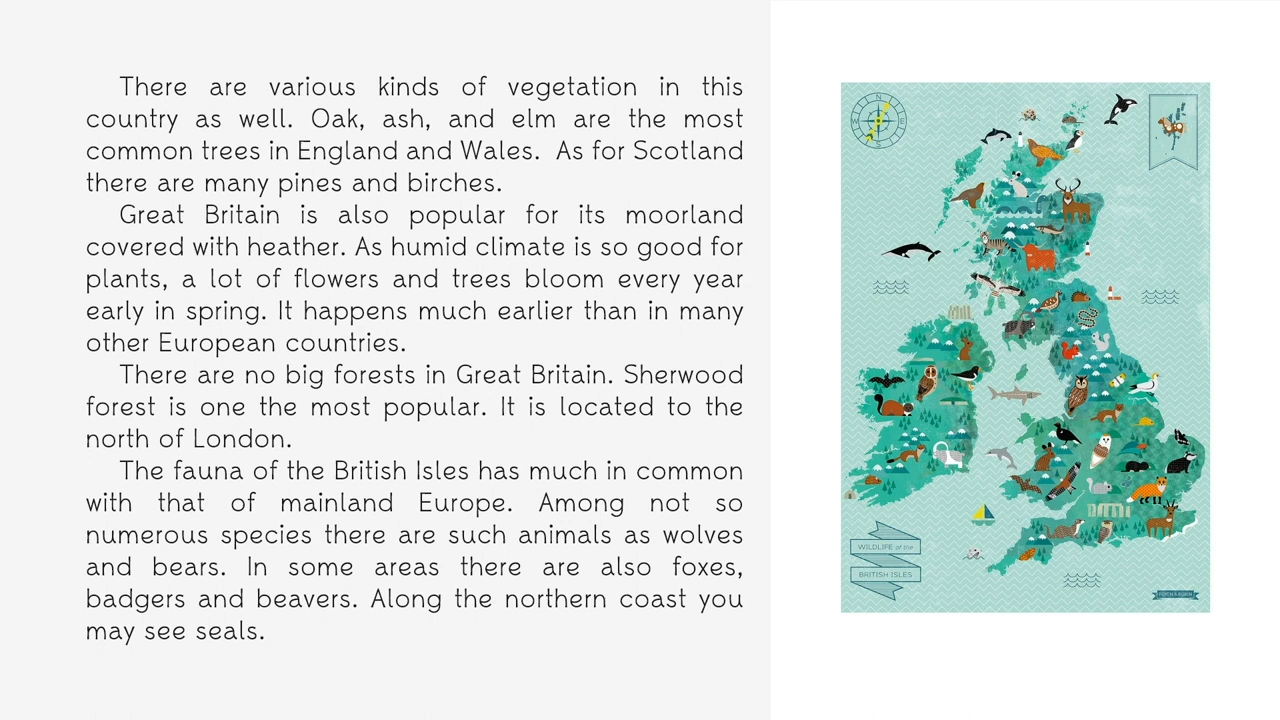 There are various kinds of vegetation in this
country as well. Oak, ash, and elm are the most
common trees in England and Wales. As for Scotland
there are many pines and birches.
Great Britain is also popular for its moorland
covered with heather. As humid climate is so good for
plants, a lot of flowers and trees bloom every year
early in spring. It happens much earlier than in many
other European countries.
There are no big forests in Great Britain. Sherwood
forest is one the most popular. It is located to the
north of London.
The fauna of the British Isles has much in common
with that of mainland Europe. Among not so
numerous species there are such animals as wolves
and bears. In some areas there are also foxes,
badgers and beavers. Along the northern coast you
may see seals.
N
W
E
S
WILDLIFE of the
BRITISH ISLES